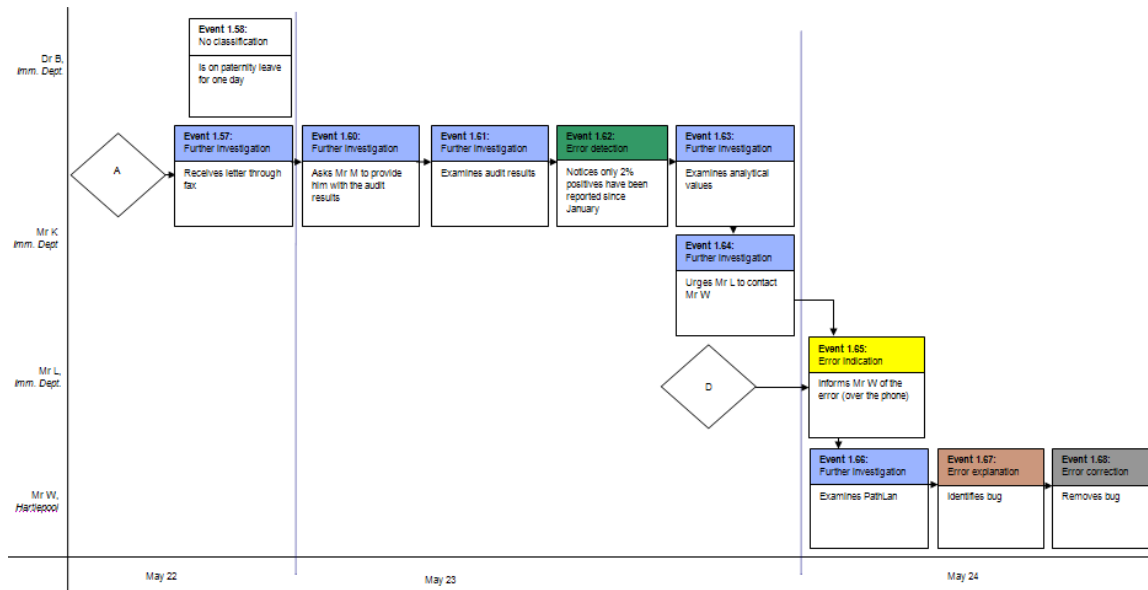 Event 1.58:
No classification
Is on paternity leave
for one day
Dr B,
Imm. Dept.
A
Event 1.57:
Further Investigation
Receives letter through
fax
Event 1.60:
Further Investigation
Asks Mr M to provide
him with the audit
results
Event 1.61:
Further Investigation
Examines audit results
Event 1.62:
Error detection
Notices only 2%
positives have been
reported since
January
Event 1.63:
Further Investigation
Examines analytical
values
Mr K
Imm. Dept
Event 1.64:
Further Investigation
Urges Mr L to contact
Mr W
Mr L,
Imm. Dept.
D
Event 1.65:
Error Indication
Informs Mr W of the
error (over the phone)
Mr W,
Hartlepool
Event 1.66:
Further Investigation
Examines PathLan
Event 1.67:
Error explanation
Identifies bug
Event 1.68:
Error correction
Removes bug
May 22
May 23
May 24